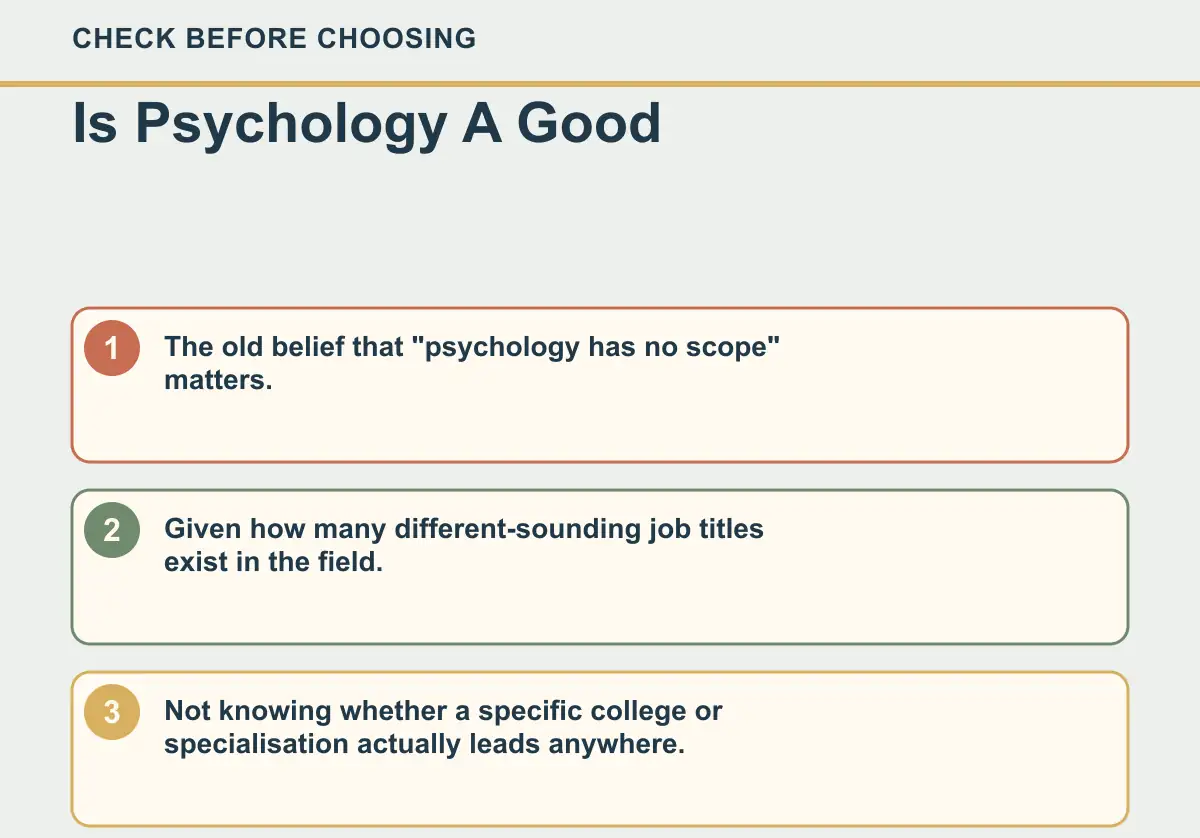 CHECK BEFORE CHOOSING
Is Psychology A Good
1
The old belief that "psychology has no scope"
matters.
2
Given how many different-sounding job titles
exist in the field.
3
Not knowing whether a specific college or
specialisation actually leads anywhere.